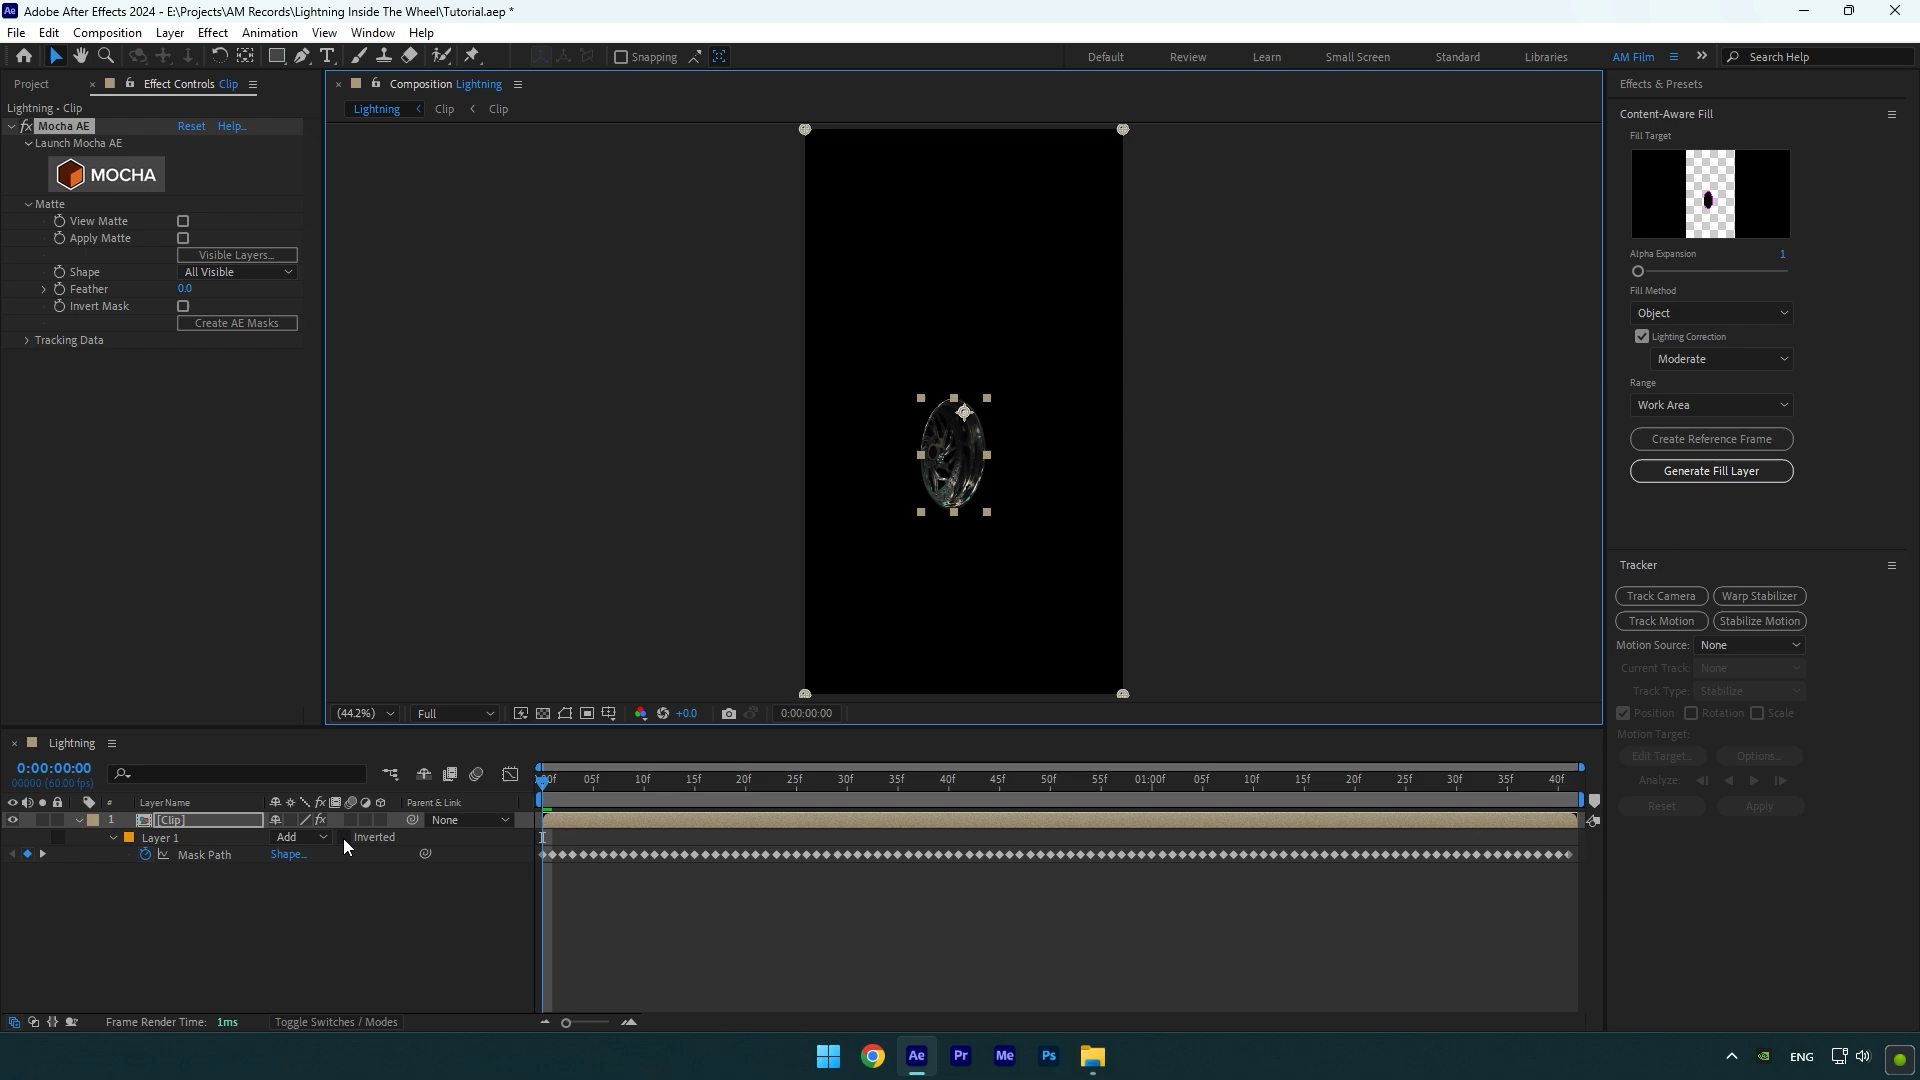 Adobe After Effects 2024 - E:\Projects\AM Records\Lightning Inside The Wheel\Tutorial.aep *
File Edit Composition Layer Effect Animation View Window Help
Snapping
Default Review Learn Small Screen Standard Libraries AM Film Search Help
Project Effect Controls Clip
Lightning • Clip
fx Mocha AE Reset Help...
Launch Mocha AE
MOCHA
Matte
View Matte
Apply Matte
Visible Layers...
Shape All Visible
Feather 0.0
Invert Mask
Create AE Masks
Tracking Data
Composition Lightning
Lightning Clip Clip
(44.2%) Full +0.0 0:00:00:00
Effects & Presets
Content-Aware Fill
Fill Target
Alpha Expansion 1
Fill Method
Object
Lighting Correction
Moderate
Range
Work Area
Create Reference Frame
Generate Fill Layer
Tracker
Track Camera Warp Stabilizer
Track Motion Stabilize Motion
Motion Source: None
Current Track: None
Track Type: Stabilize
Position Rotation Scale
Motion Target:
Edit Target... Options...
Analyze:
Reset Apply
Lightning
0:00:00:00
00000 (60.00 fps)
00f 05f 10f 15f 20f 25f 30f 35f 40f 45f 50f 55f 01:00f 05f 10f 15f 20f 25f 30f 35f 40f
# Layer Name fx Parent & Link
1 [Clip] fx None
Layer 1 Add Inverted
Mask Path Shape...
Frame Render Time: 1ms Toggle Switches / Modes
Ae Pr Me Ps ENG